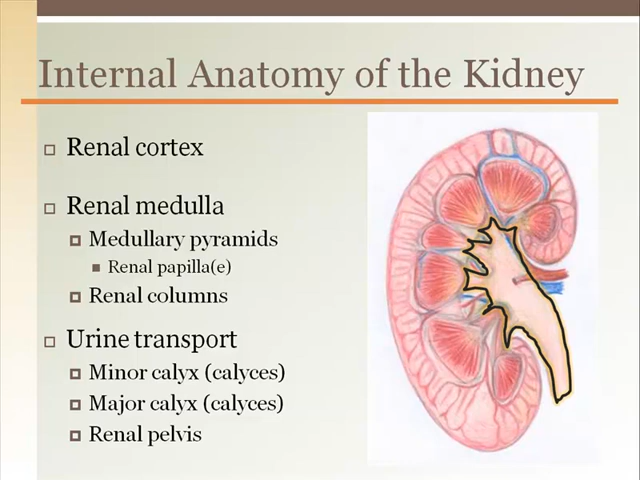 Internal Anatomy of the Kidney
Renal cortex
Renal medulla
Medullary pyramids
Renal papilla(e)
Renal columns
Urine transport
Minor calyx (calyces)
Major calyx (calyces)
Renal pelvis